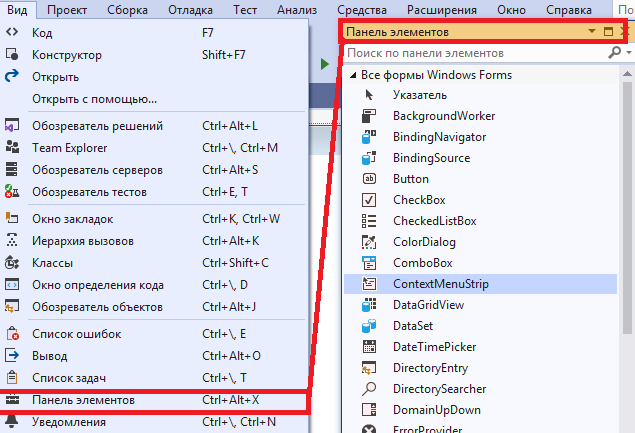 Вид Проект Сборка Отладка Тест Анализ Средства Расширения Окно Справка
Код F7
Конструктор Shift+F7
Открыть
Открыть с помощью...
Обозреватель решений Ctrl+Alt+L
Team Explorer Ctrl+\, Ctrl+M
Обозреватель серверов Ctrl+Alt+S
Обозреватель тестов Ctrl+E, T
Окно закладок Ctrl+K, Ctrl+W
Иерархия вызовов Ctrl+Alt+K
Классы Ctrl+Shift+C
Окно определения кода Ctrl+\, D
Обозреватель объектов Ctrl+Alt+J
Список ошибок Ctrl+\, E
Вывод Ctrl+Alt+O
Список задач Ctrl+\, T
Панель элементов Ctrl+Alt+X
Уведомления Ctrl+\, Ctrl+N
Панель элементов
Поиск по панели элементов
Все формы Windows Forms
Указатель
BackgroundWorker
BindingNavigator
BindingSource
Button
CheckBox
CheckedListBox
ColorDialog
ComboBox
ContextMenuStrip
DataGridView
DataSet
DateTimePicker
DirectoryEntry
DirectorySearcher
DomainUpDown
ErrorProvider